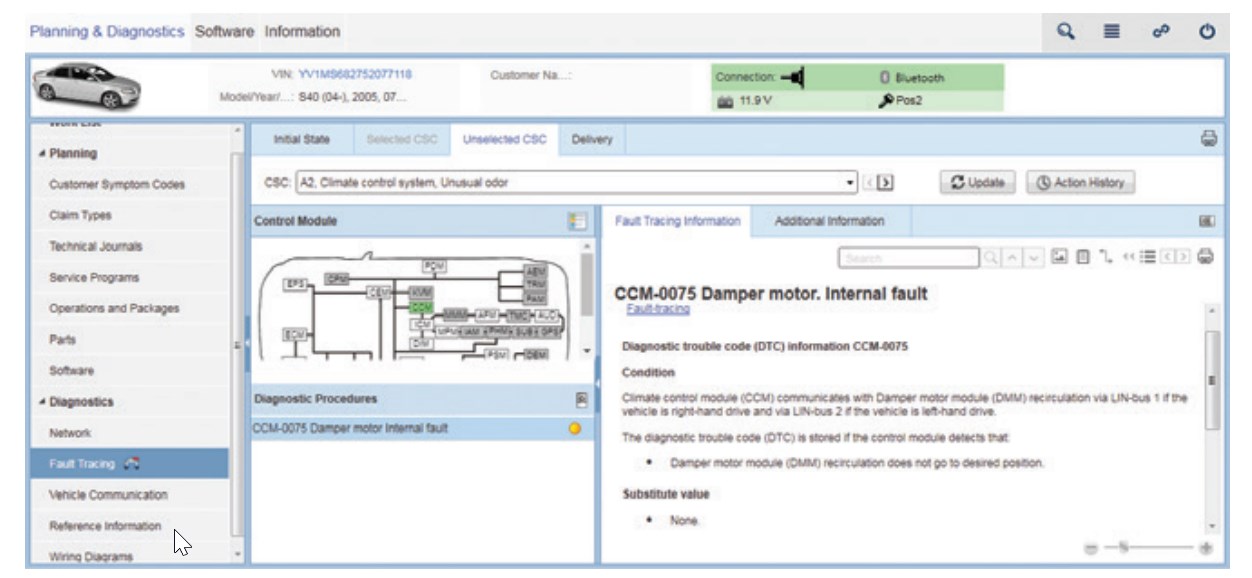 Planning & Diagnostics Software Information
VIN: YV1MS682752077118
Customer Na...:
Connection:
Bluetooth
Model/Year/...: S40 (04-), 2005, 07...
11.9 V
Pos2
Work List
Planning
Customer Symptom Codes
Claim Types
Technical Journals
Service Programs
Operations and Packages
Parts
Software
Diagnostics
Network
Fault Tracing
Vehicle Communication
Reference Information
Wiring Diagrams
Initial State
Selected CSC
Unselected CSC
Delivery
CSC: A2, Climate control system, Unusual odor
Update
Action History
Control Module
PDM
EPS
CPM
AEM
TRM
CEM
KVM
PAM
CCM
MMM AFM TMC AUD
ICM
MPM IAM PHM SUB GPS
ECM
DIM
PSM DEM
Diagnostic Procedures
CCM-0075 Damper motor Internal fault
Fault Tracing Information
Additional Information
Search
CCM-0075 Damper motor. Internal fault
Fault-tracing
Diagnostic trouble code (DTC) information CCM-0075
Condition
Climate control module (CCM) communicates with Damper motor module (DMM) recirculation via LIN-bus 1 if the
vehicle is right-hand drive and via LIN-bus 2 if the vehicle is left-hand drive.
The diagnostic trouble code (DTC) is stored if the control module detects that:
• Damper motor module (DMM) recirculation does not go to desired position.
Substitute value
• None.